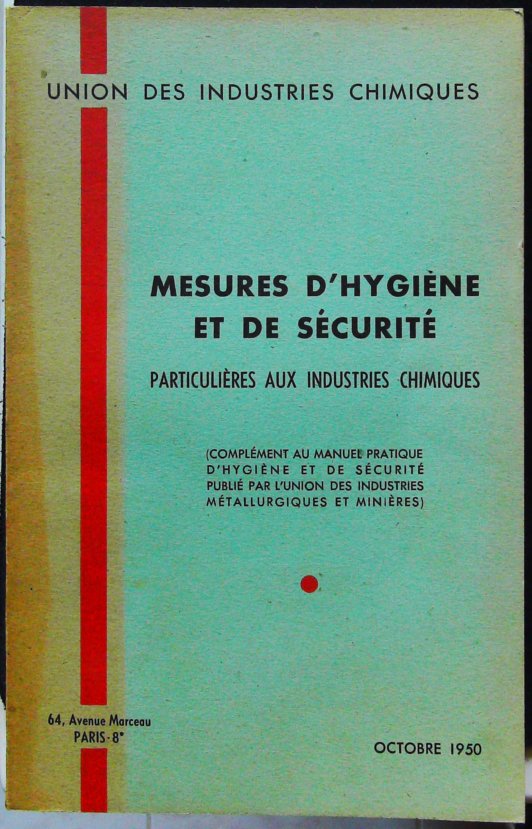 UNION DES INDUSTRIES CHIMIQUES
MESURES D'HYGIÈNE
ET DE SÉCURITÉ
PARTICULIÈRES AUX INDUSTRIES CHIMIQUES
(COMPLÉMENT AU MANUEL PRATIQUE
D'HYGIÈNE ET DE SÉCURITÉ
PUBLIÉ PAR L'UNION DES INDUSTRIES
MÉTALLURGIQUES ET MINIÈRES)
64, Avenue Marceau
PARIS-8°
OCTOBRE 1950